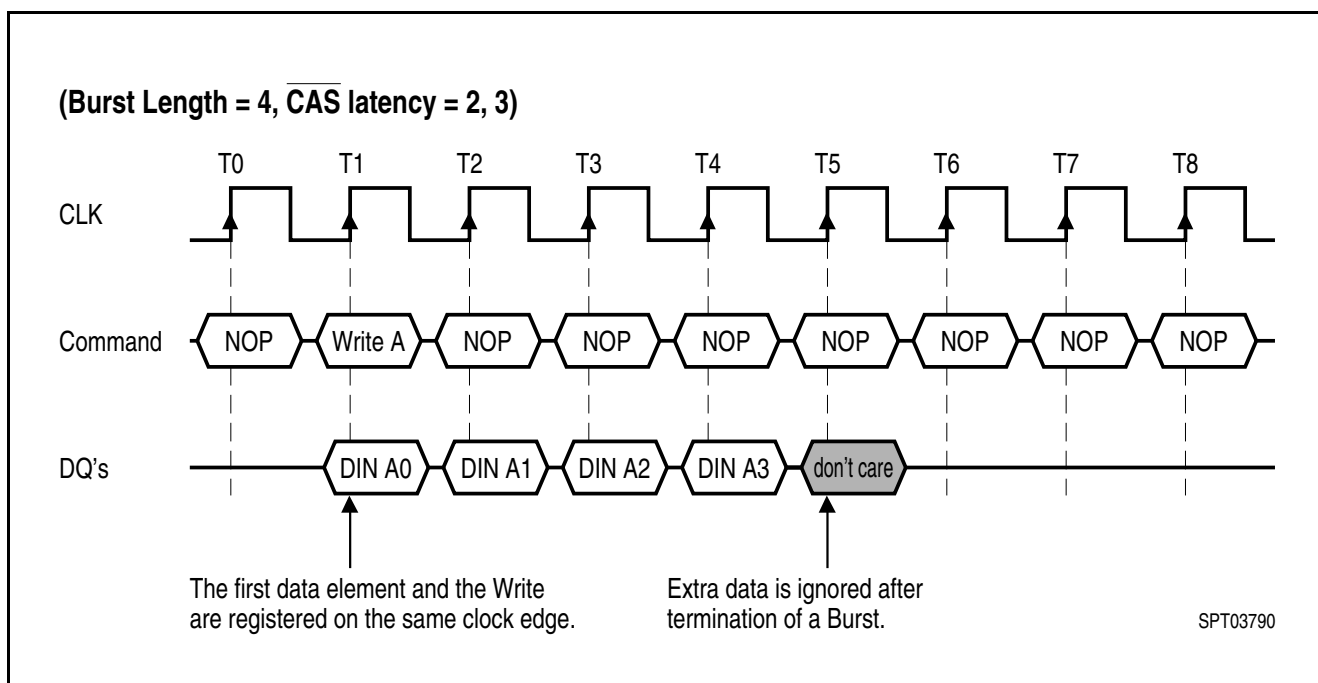 (Burst Length = 4, CAS latency = 2, 3)
T0 T1 T2 T3 T4 T5 T6 T7 T8
CLK
Command NOP Write A NOP NOP NOP NOP NOP NOP NOP
DQ's DIN A0 DIN A1 DIN A2 DIN A3 don't care
The first data element and the Write
are registered on the same clock edge.
Extra data is ignored after
termination of a Burst.
SPT03790